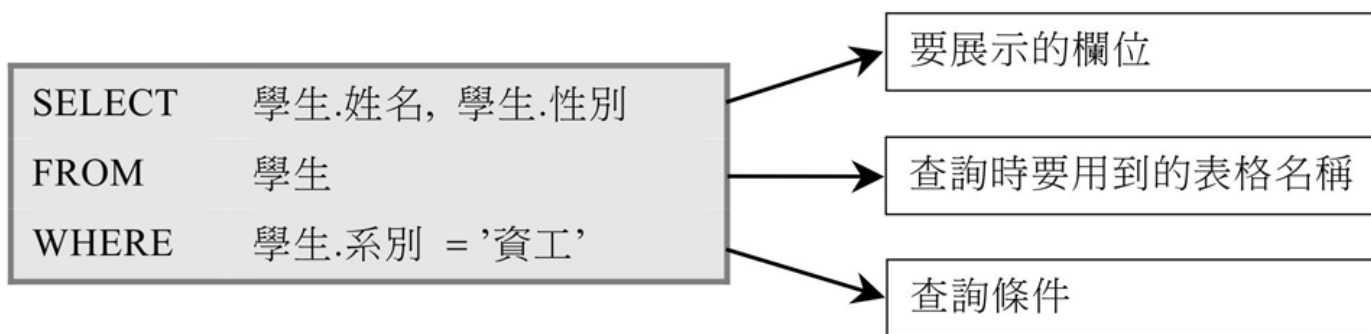 要展示的欄位
SELECT 學生.姓名, 學生.性別
FROM 學生
查詢時要用到的表格名稱
WHERE 學生.系別 =’資工’
查詢條件